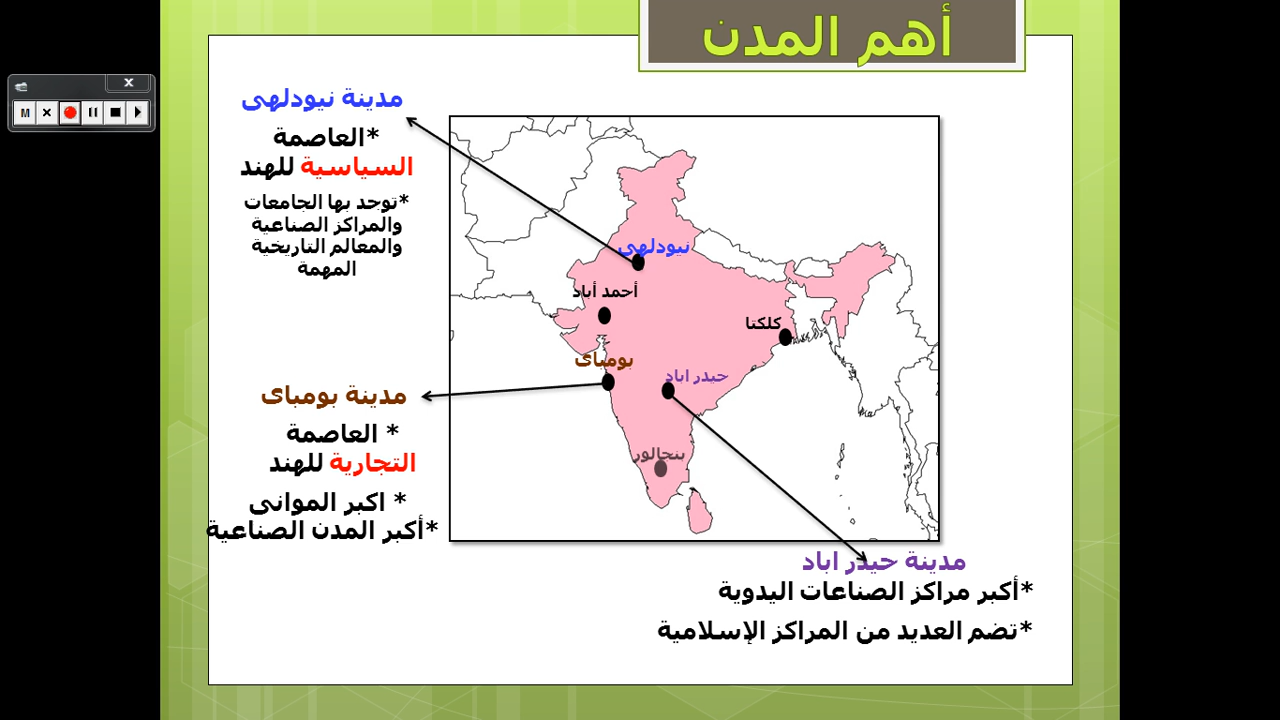 أهم المدن
مدينة نيودلهى
*العاصمة
السياسية للهند
*توجد بها الجامعات
والمراكز الصناعية
والمعالم التاريخية
المهمة
نيودلهى
أحمد أباد
كلكتا
بومباى
حيدر اباد
بنجالور
مدينة بومباى
* العاصمة
التجارية للهند
* اكبر الموانى
*أكبر المدن الصناعية
مدينة حيدر اباد
*أكبر مراكز الصناعات اليدوية
*تضم العديد من المراكز الإسلامية
M